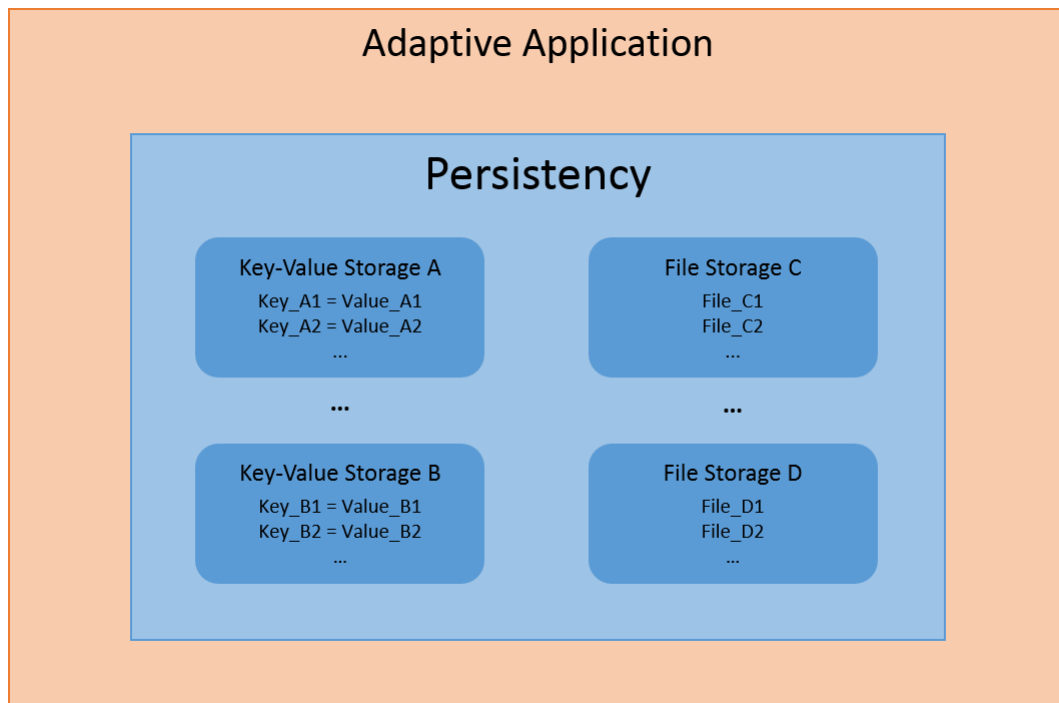 Adaptive Application
Persistency
Key-Value Storage A
Key_A1 = Value_A1
Key_A2 = Value_A2
...
...
Key-Value Storage B
Key_B1 = Value_B1
Key_B2 = Value_B2
...
File Storage C
File_C1
File_C2
...
...
File Storage D
File_D1
File_D2
...